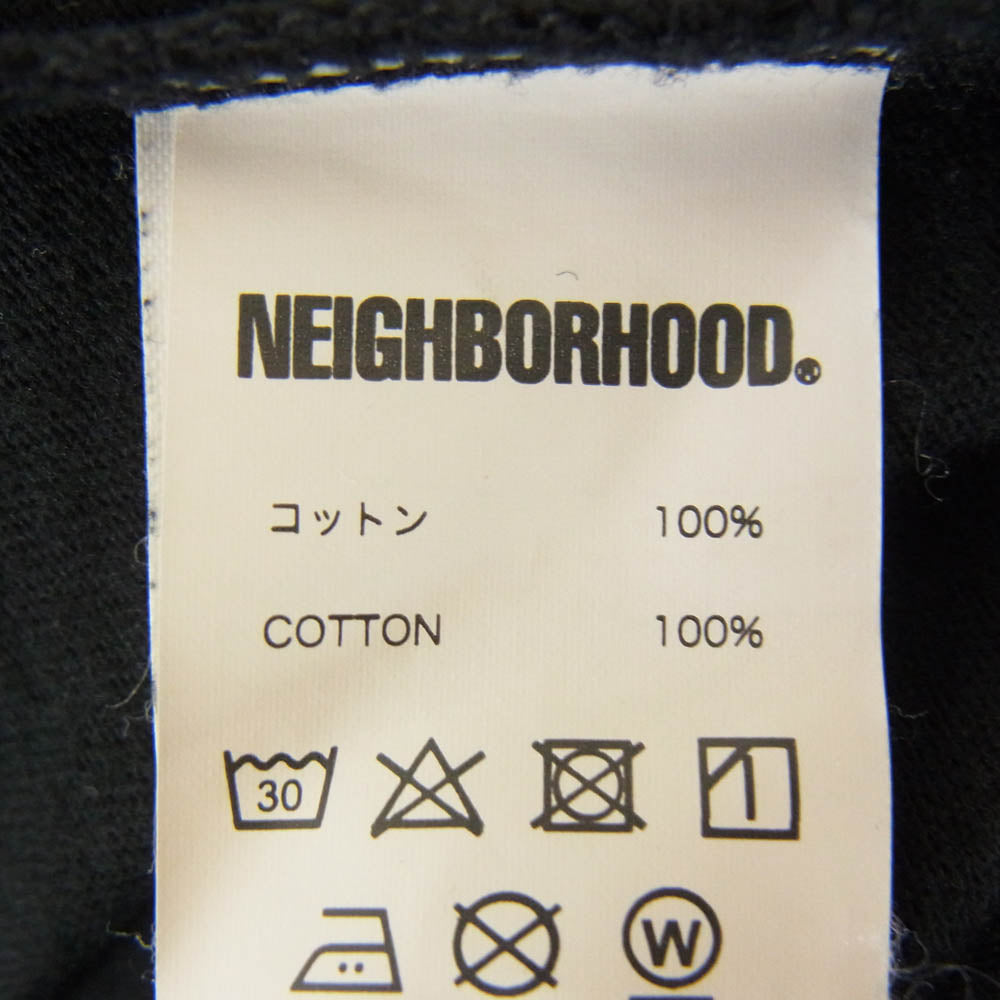 NEIGHBORHOOD.
コットン 100%
COTTON 100%
30
W